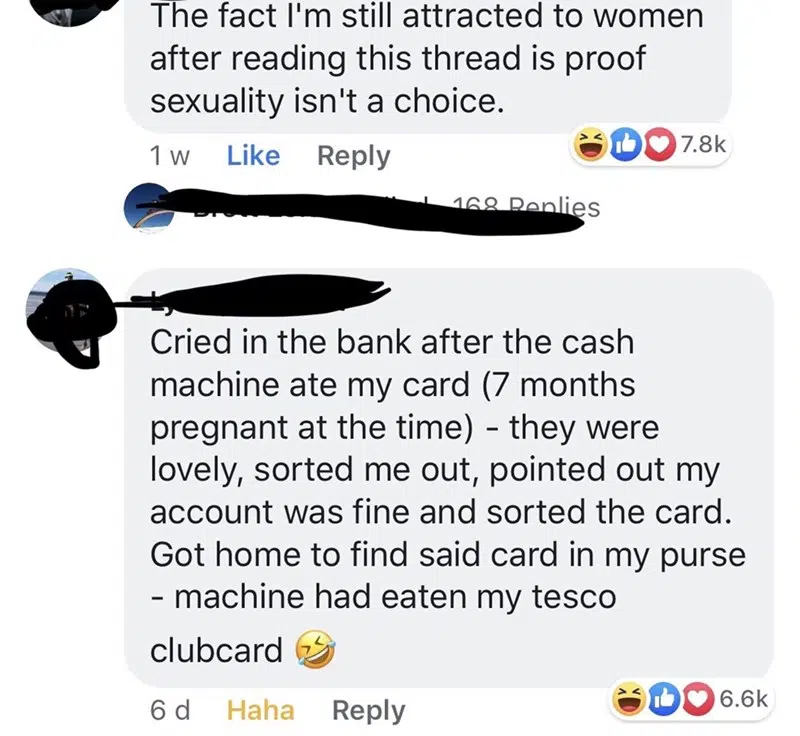 The fact I'm still attracted to women
after reading this thread is proof
sexuality isn't a choice.
1 w Like Reply 7.8k
168 Replies
Cried in the bank after the cash
machine ate my card (7 months
pregnant at the time) - they were
lovely, sorted me out, pointed out my
account was fine and sorted the card.
Got home to find said card in my purse
- machine had eaten my tesco
clubcard 🤣
6 d Haha Reply 6.6k